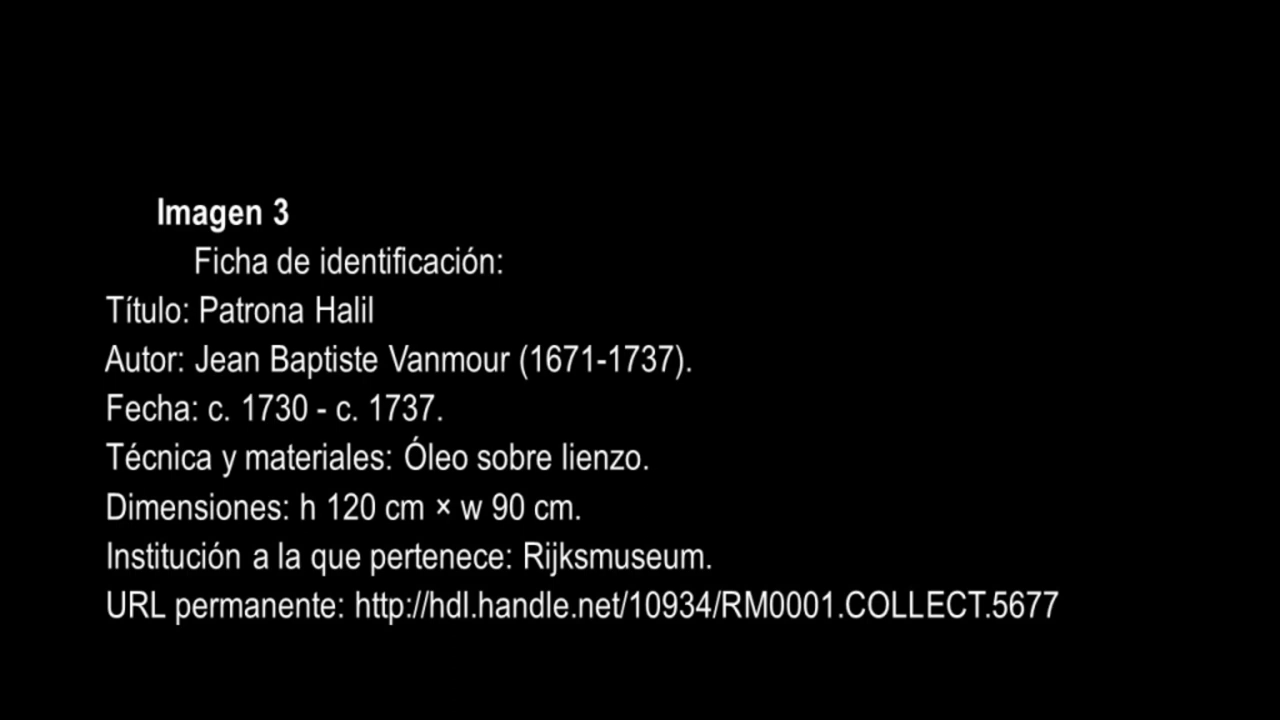 Imagen 3
Ficha de identificación:
Título: Patrona Halil
Autor: Jean Baptiste Vanmour (1671-1737).
Fecha: c. 1730 - c. 1737.
Técnica y materiales: Óleo sobre lienzo.
Dimensiones: h 120 cm × w 90 cm.
Institución a la que pertenece: Rijksmuseum.
URL permanente: http://hdl.handle.net/10934/RM0001.COLLECT.5677